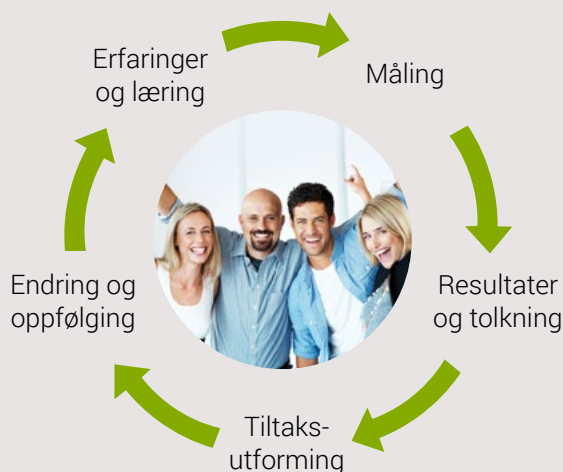 Erfaringer
og læring
Måling
Resultater
og tolkning
Tiltaks-
utforming
Endring og
oppfølging